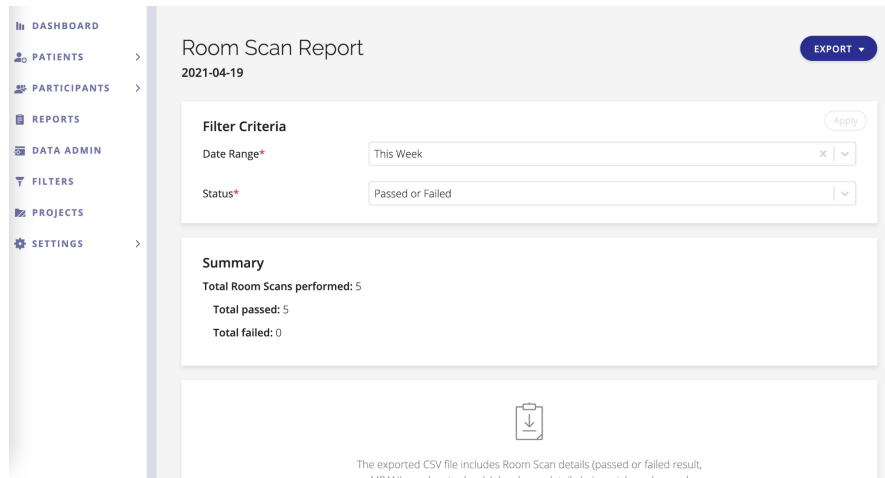 DASHBOARD
PATIENTS
PARTICIPANTS
REPORTS
DATA ADMIN
FILTERS
PROJECTS
SETTINGS
Room Scan Report
EXPORT
2021-04-19
Filter Criteria
Apply
Date Range*
This Week
Status*
Passed or Failed
Summary
Total Room Scans performed: 5
Total passed: 5
Total failed: 0
The exported CSV file includes Room Scan details (passed or failed result,